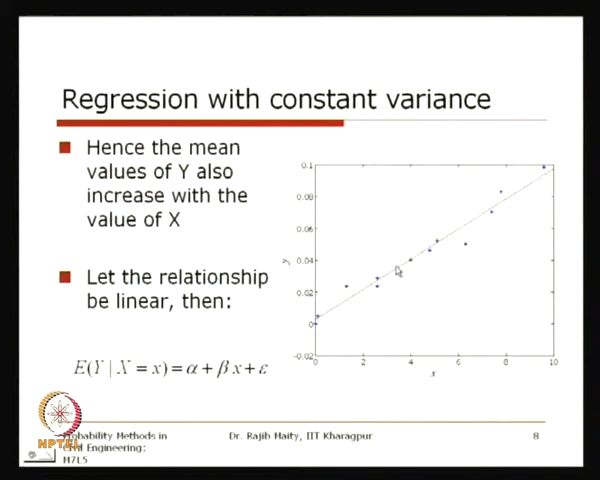 Regression with constant variance
Hence the mean
values of Y also
increase with the
value of X
Let the relationship
be linear, then:
E(Y | X = x) = α + β x + ε
0.1
0.08
0.06
0.04
0.02
0
-0.02
y
0 2 4 6 8 10
x
NPTEL
Probability Methods in
Civil Engineering:
M7L5
Dr. Rajib Maity, IIT Kharagpur
8